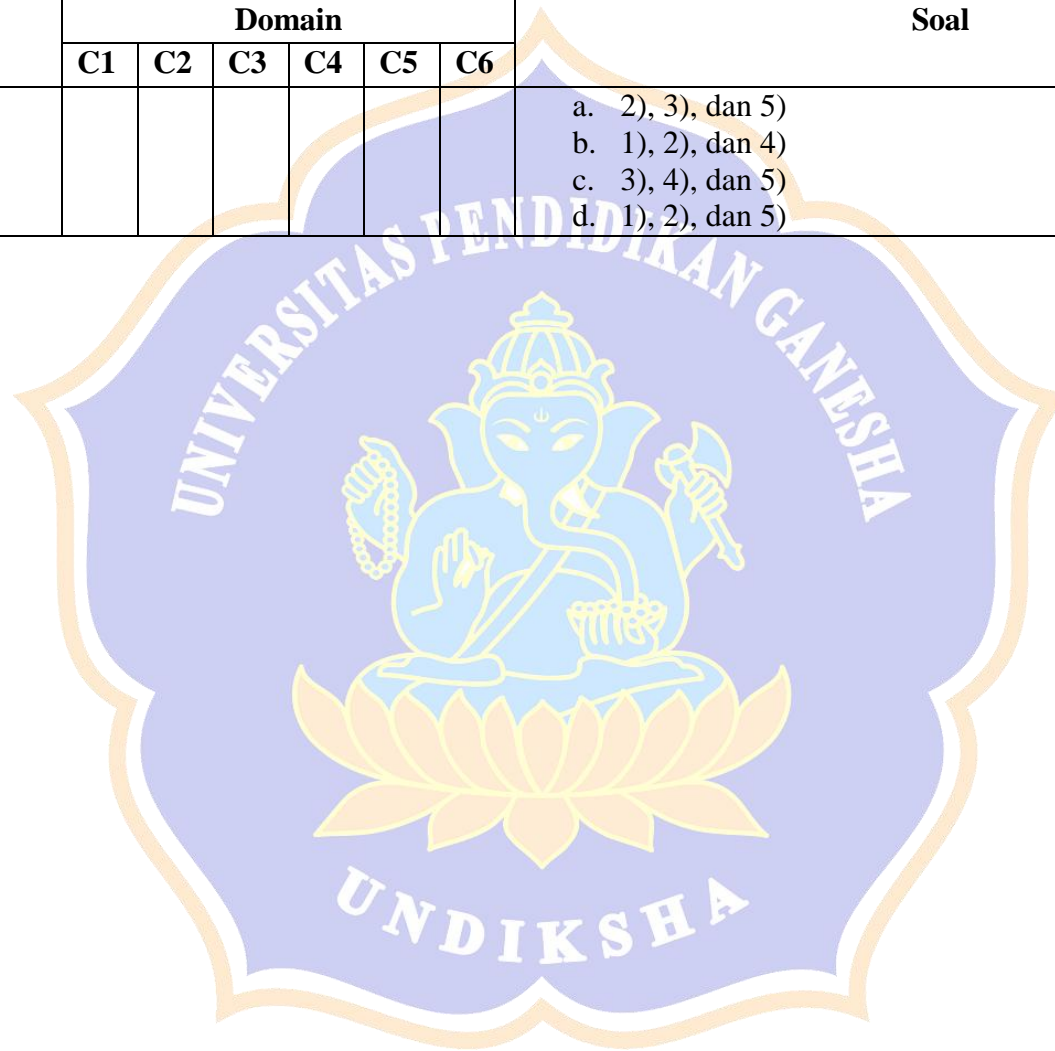 Domain Soal
C1 C2 C3 C4 C5 C6
a. 2), 3), dan 5)
b. 1), 2), dan 4)
c. 3), 4), dan 5)
d. 1), 2), dan 5)
UNIVERSITAS PENDIDIKAN GANESHA
UNDIKSHA